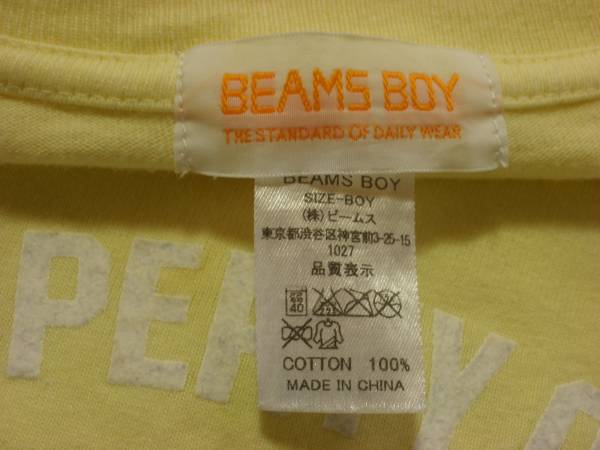 BEAMS BOY
THE STANDARD OF DAILY WEAR
BEAMS BOY
SIZE-BOY
(株)ビームス
東京都渋谷区神宮前3-25-15
1027
品質表示
40
COTTON 100%
MADE IN CHINA